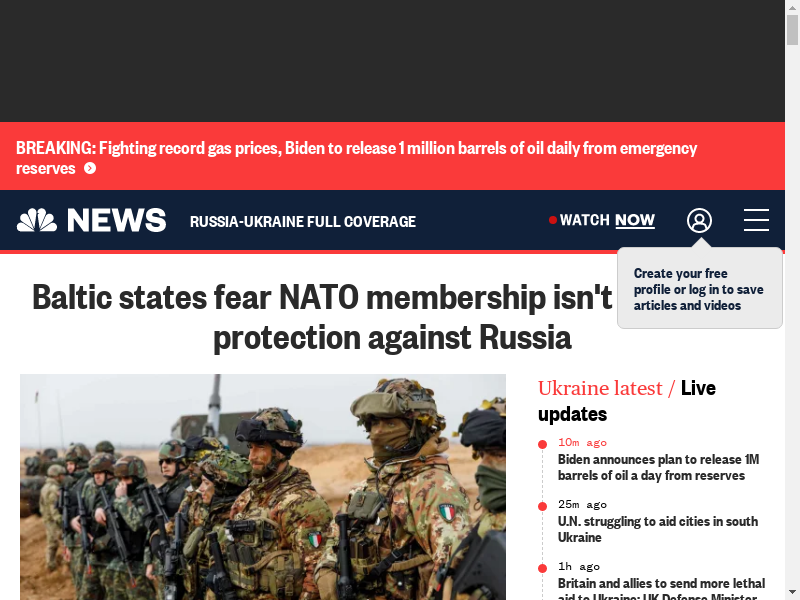 BREAKING: Fighting record gas prices, Biden to release 1 million barrels of oil daily from emergency
reserves
NEWS
RUSSIA-UKRAINE FULL COVERAGE
WATCH NOW
Create your free
profile or log in to save
articles and videos
Baltic states fear NATO membership isn't
protection against Russia
Ukraine latest / Live
updates
10m ago
Biden announces plan to release 1M
barrels of oil a day from reserves
25m ago
U.N. struggling to aid cities in south
Ukraine
1h ago
Britain and allies to send more lethal
aid to Ukraine: UK Defense Minister